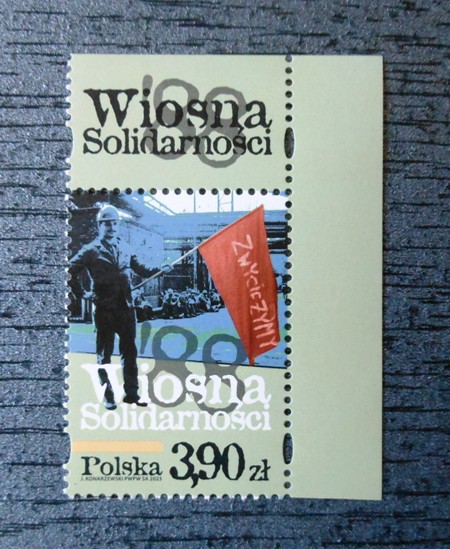 '88
Wiosna
Solidarności
ZWYCIĘŻYMY
'88
Wiosna
Solidarności
Polska 3,90 zł
J. KONARZEWSKI PWPW SA 2023